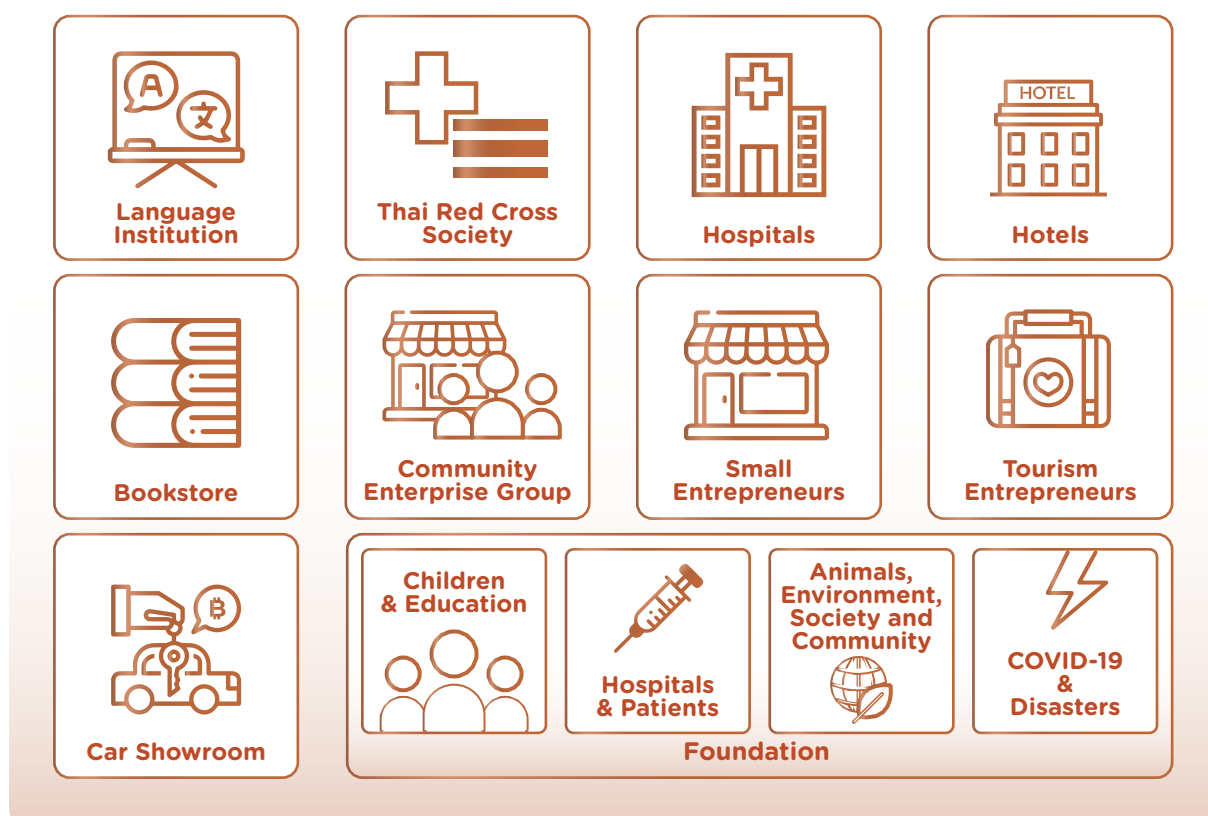 A
文
Language
Institution
Thai Red Cross
Society
Hospitals
HOTEL
Hotels
Bookstore
Community
Enterprise Group
Small
Entrepreneurs
Tourism
Entrepreneurs
฿
Car Showroom
Children
& Education
Hospitals
& Patients
Animals,
Environment,
Society and
Community
COVID-19
&
Disasters
Foundation